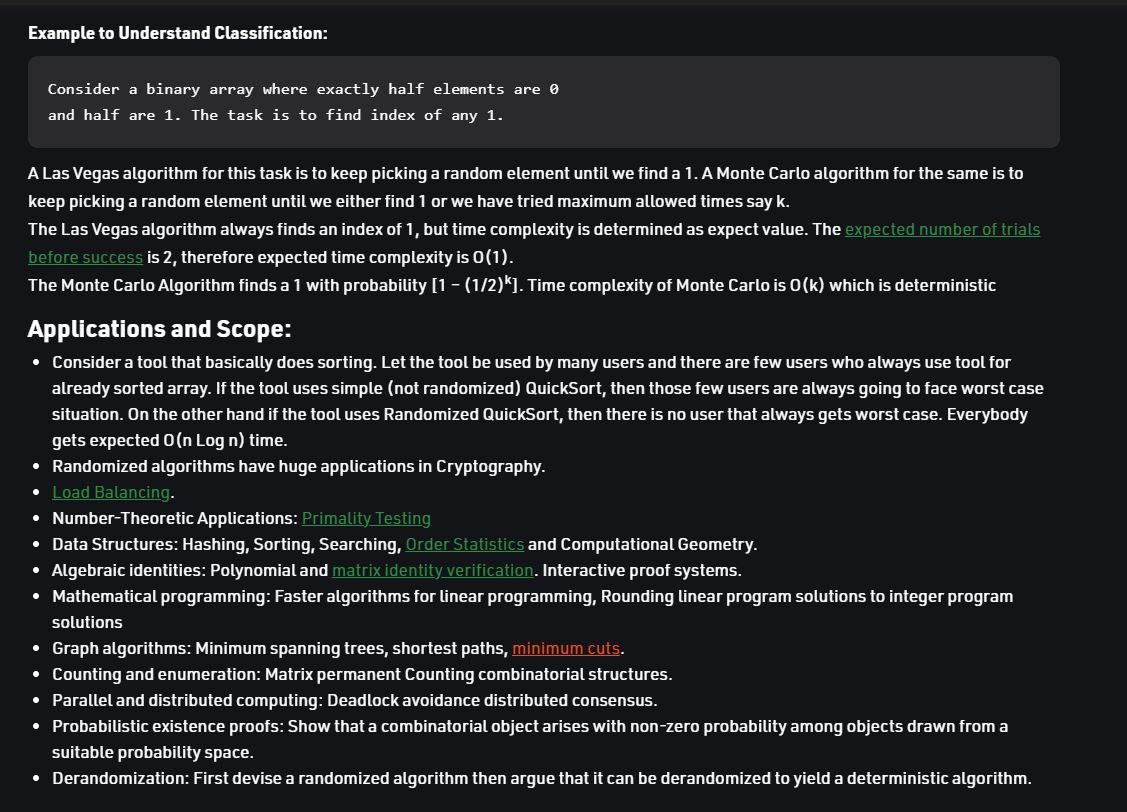 Example to Understand Classification:
Consider a binary array where exactly half elements are 0
and half are 1. The task is to find index of any 1.
A Las Vegas algorithm for this task is to keep picking a random element until we find a 1. A Monte Carlo algorithm for the same is to
keep picking a random element until we either find 1 or we have tried maximum allowed times say k.
The Las Vegas algorithm always finds an index of 1, but time complexity is determined as expect value. The expected number of trials
before success is 2, therefore expected time complexity is O(1).
The Monte Carlo Algorithm finds a 1 with probability [1 – (1/2)^k]. Time complexity of Monte Carlo is O(k) which is deterministic
Applications and Scope:
• Consider a tool that basically does sorting. Let the tool be used by many users and there are few users who always use tool for
already sorted array. If the tool uses simple (not randomized) QuickSort, then those few users are always going to face worst case
situation. On the other hand if the tool uses Randomized QuickSort, then there is no user that always gets worst case. Everybody
gets expected O(n Log n) time.
• Randomized algorithms have huge applications in Cryptography.
• Load Balancing.
• Number-Theoretic Applications: Primality Testing
• Data Structures: Hashing, Sorting, Searching, Order Statistics and Computational Geometry.
• Algebraic identities: Polynomial and matrix identity verification. Interactive proof systems.
• Mathematical programming: Faster algorithms for linear programming, Rounding linear program solutions to integer program
solutions
• Graph algorithms: Minimum spanning trees, shortest paths, minimum cuts.
• Counting and enumeration: Matrix permanent Counting combinatorial structures.
• Parallel and distributed computing: Deadlock avoidance distributed consensus.
• Probabilistic existence proofs: Show that a combinatorial object arises with non-zero probability among objects drawn from a
suitable probability space.
• Derandomization: First devise a randomized algorithm then argue that it can be derandomized to yield a deterministic algorithm.